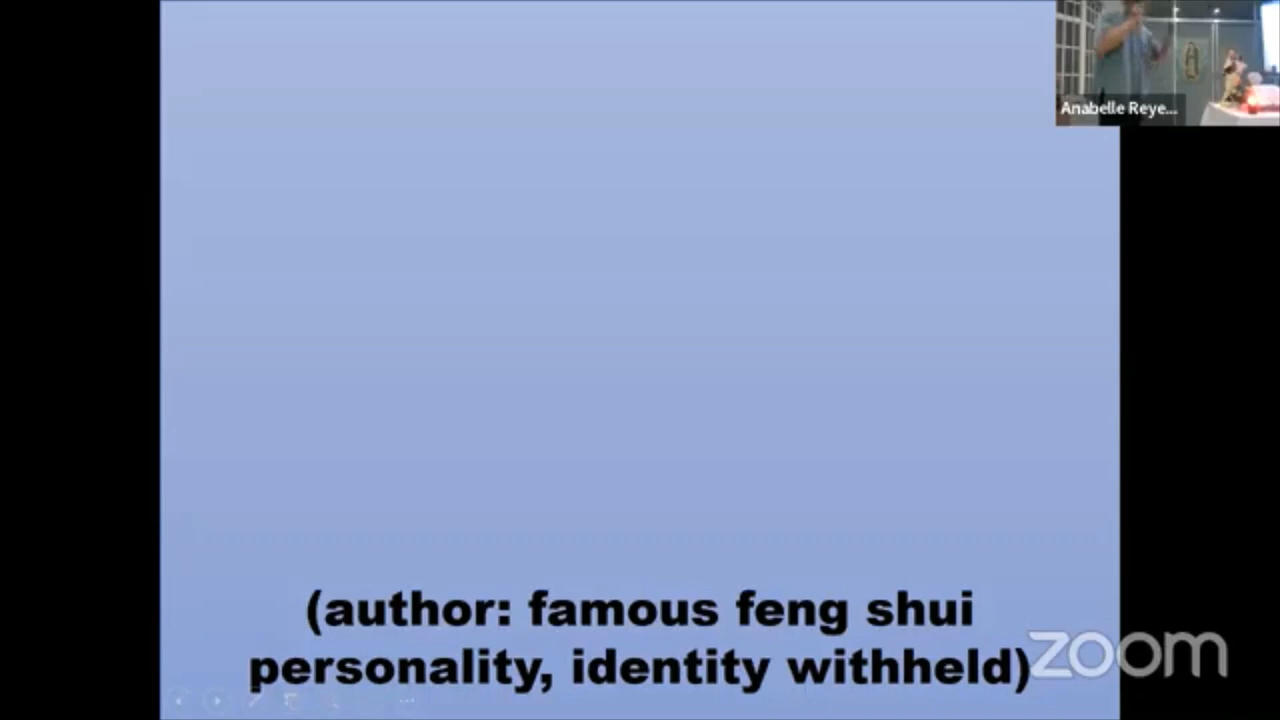 Anabelle Reye...
(author: famous feng shui
personality, identity withheld)
zoom